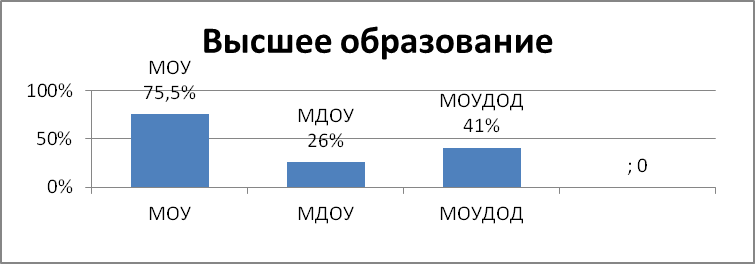 Высшее образование
МОУ
75,5%
МДОУ
26%
МОУДОД
41%
; 0
100%
50%
0%
МОУ
МДОУ
МОУДОД